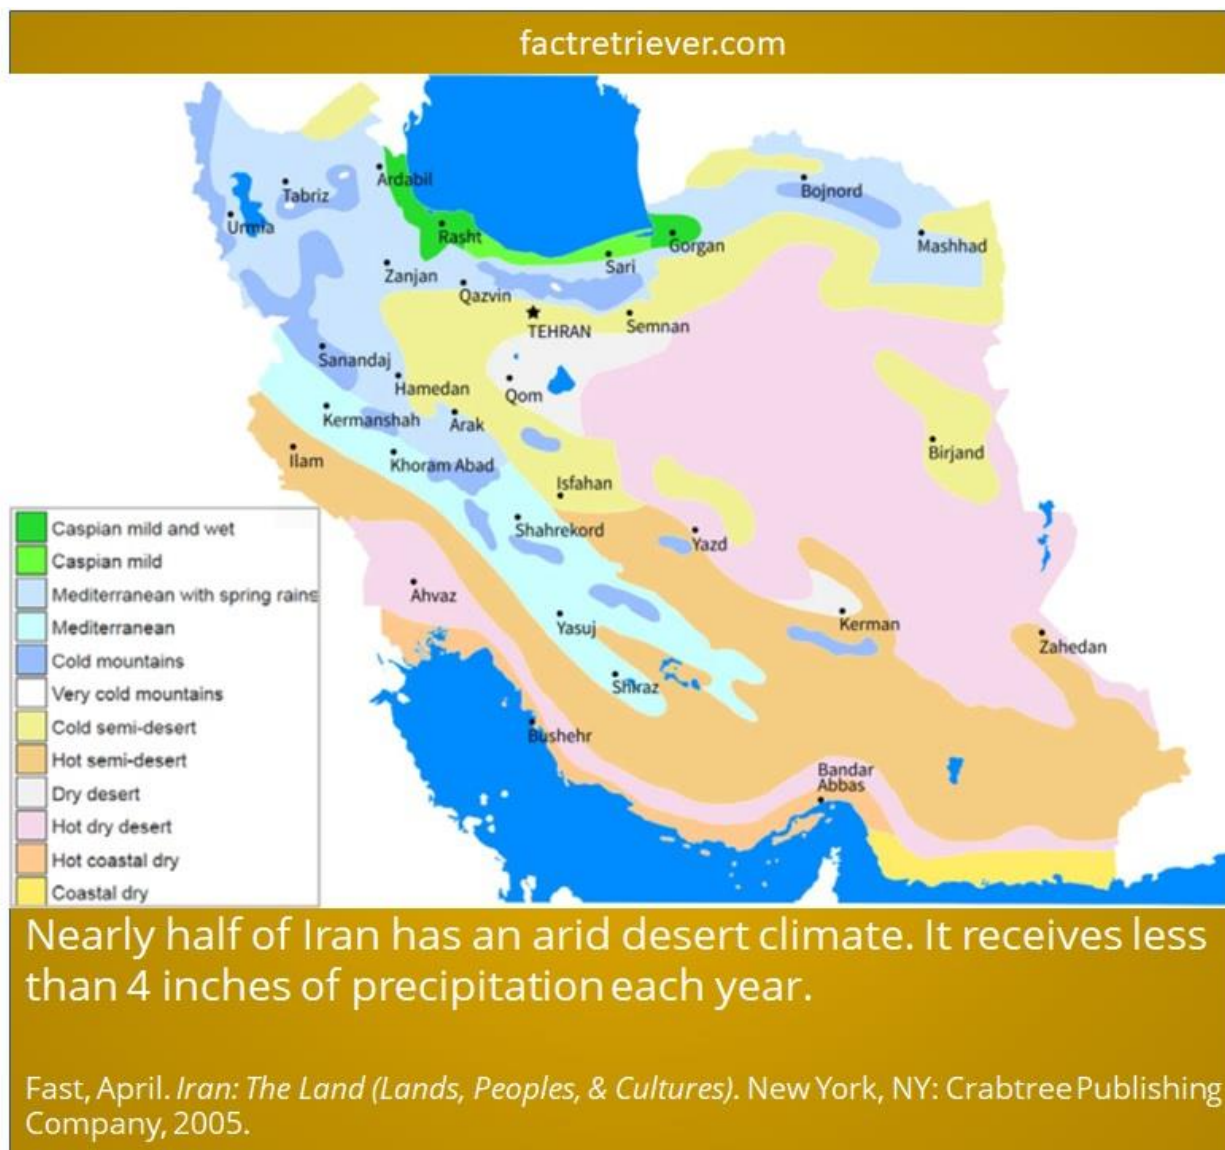 factretriever.com
Ardabil
Tabriz
Bojnord
Urmia
Rasht
Gorgan
Mashhad
Sari
Zanjan
Qazvin
TEHRAN
Semnan
Sanandaj
Hamedan
Qom
Kermanshah
Arak
Birjand
Ilam
Khoram Abad
Isfahan
Shahrekord
Yazd
Ahvaz
Yasuj
Kerman
Zahedan
Shiraz
Bushehr
Bandar
Abbas
Caspian mild and wet
Caspian mild
Mediterranean with spring rains
Mediterranean
Cold mountains
Very cold mountains
Cold semi-desert
Hot semi-desert
Dry desert
Hot dry desert
Hot coastal dry
Coastal dry
Nearly half of Iran has an arid desert climate. It receives less
than 4 inches of precipitation each year.
Fast, April. Iran: The Land (Lands, Peoples, & Cultures). New York, NY: Crabtree Publishing
Company, 2005.